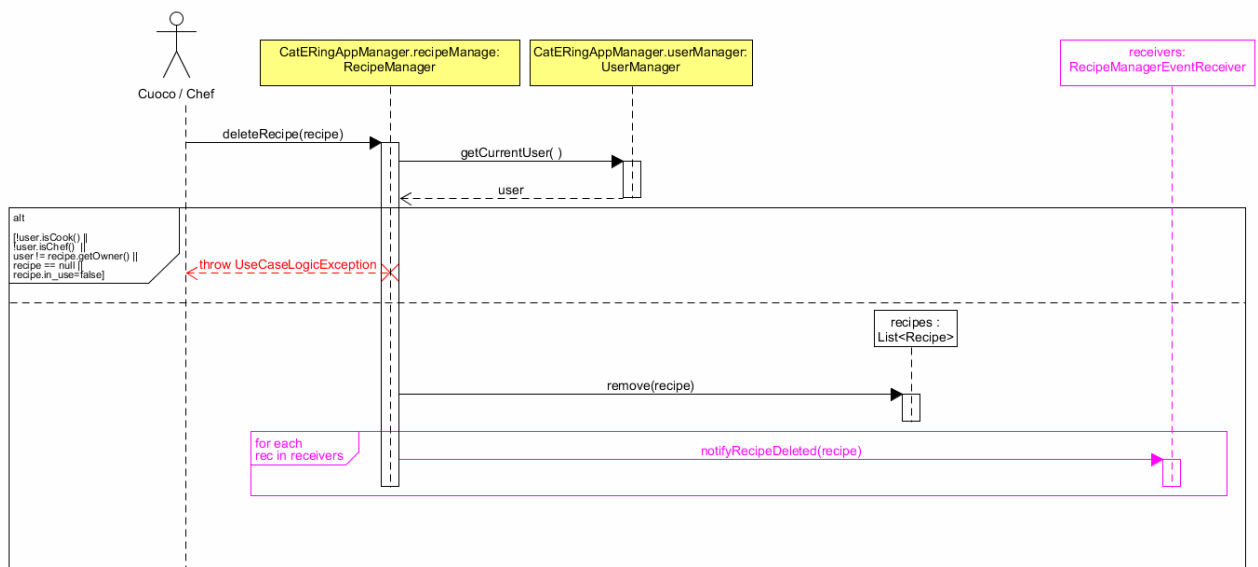 Cuoco / Chef
CatERingAppManager.recipeManage:
RecipeManager
CatERingAppManager.userManager:
UserManager
receivers:
RecipeManagerEventReceiver
deleteRecipe(recipe)
getCurrentUser( )
user
alt
[!user.isCook() ||
!user.isChef() ||
user != recipe.getOwner() ||
recipe == null ||
recipe.in_use=false]
throw UseCaseLogicException
recipes :
List<Recipe>
remove(recipe)
for each
rec in receivers
notifyRecipeDeleted(recipe)